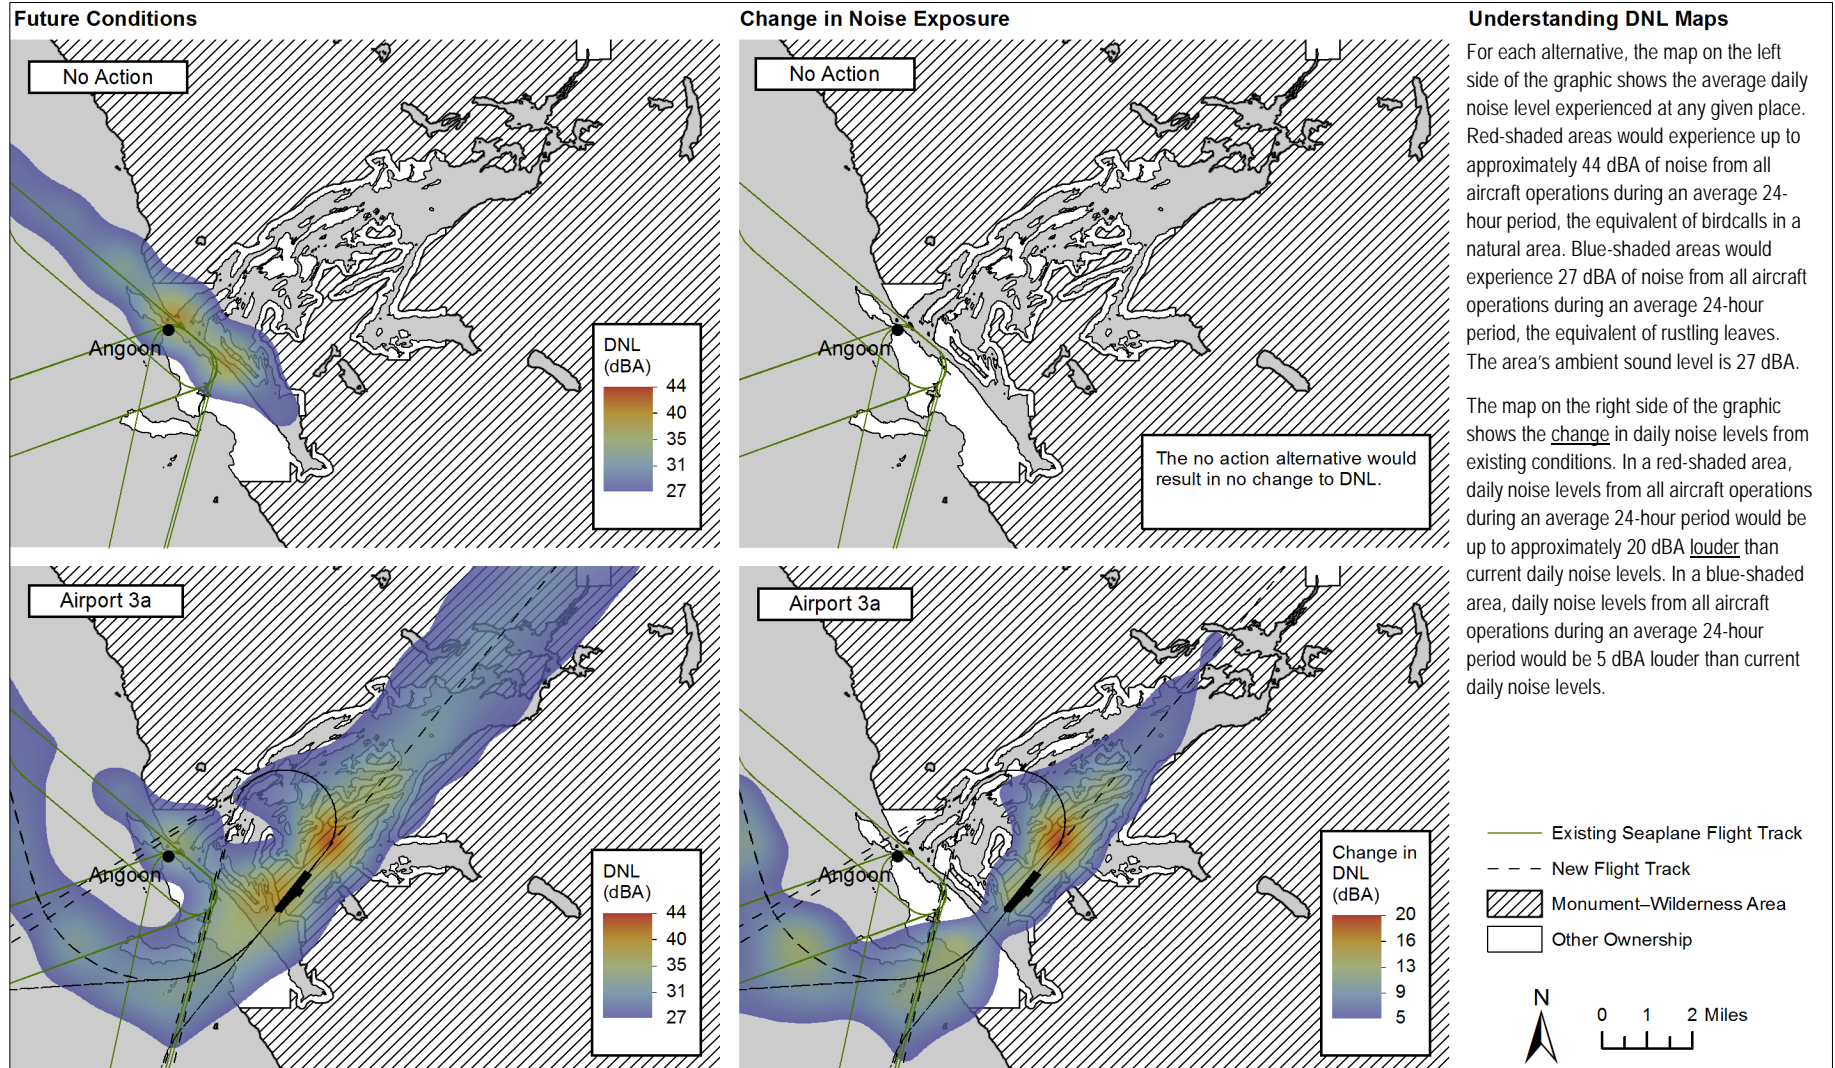 Future Conditions
No Action
Angoon
DNL
(dBA)
44
40
35
31
27
Change in Noise Exposure
No Action
Angoon
The no action alternative would
result in no change to DNL.
Airport 3a
Angoon
DNL
(dBA)
44
40
35
31
27
Airport 3a
Angoon
Change in
DNL
(dBA)
20
16
13
9
5
Understanding DNL Maps
For each alternative, the map on the left
side of the graphic shows the average daily
noise level experienced at any given place.
Red-shaded areas would experience up to
approximately 44 dBA of noise from all
aircraft operations during an average 24-
hour period, the equivalent of birdcalls in a
natural area. Blue-shaded areas would
experience 27 dBA of noise from all aircraft
operations during an average 24-hour
period, the equivalent of rustling leaves.
The area's ambient sound level is 27 dBA.
The map on the right side of the graphic
shows the change in daily noise levels from
existing conditions. In a red-shaded area,
daily noise levels from all aircraft operations
during an average 24-hour period would be
up to approximately 20 dBA louder than
current daily noise levels. In a blue-shaded
area, daily noise levels from all aircraft
operations during an average 24-hour
period would be 5 dBA louder than current
daily noise levels.
Existing Seaplane Flight Track
New Flight Track
Monument–Wilderness Area
Other Ownership
N
0 1 2 Miles